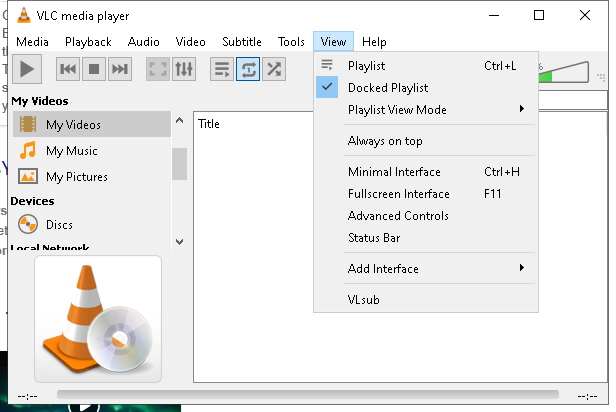 VLC media player
Media Playback Audio Video Subtitle Tools View Help
My Videos
My Videos
My Music
My Pictures
Devices
Discs
Local Network
Title
Playlist Ctrl+L
Docked Playlist
Playlist View Mode
Always on top
Minimal Interface Ctrl+H
Fullscreen Interface F11
Advanced Controls
Status Bar
Add Interface
VLsub
%
--:-- --:--